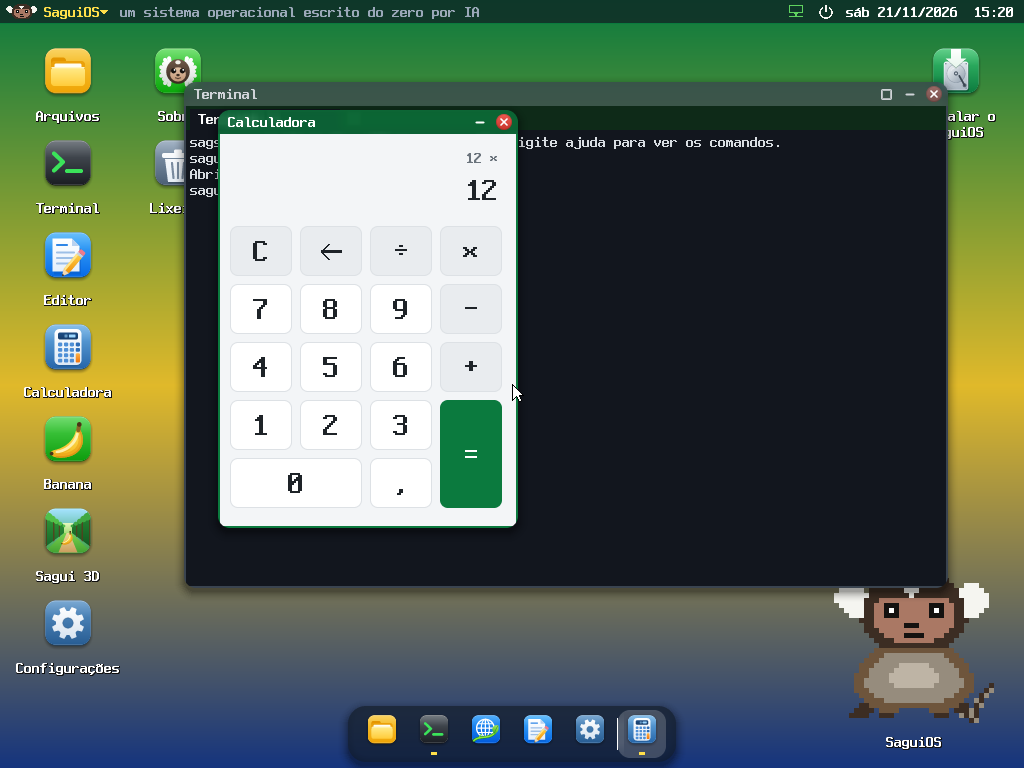 SaguiOS um sistema operacional escrito do zero por IA
sáb 21/11/2026 15:20
Arquivos
Terminal
Editor
Calculadora
Banana
Sagui 3D
Configurações
Terminal
igite ajuda para ver os comandos.
Calculadora
12 ×
12
C ← ÷ ×
7 8 9 −
4 5 6 +
1 2 3 =
0 ,
SaguiOS